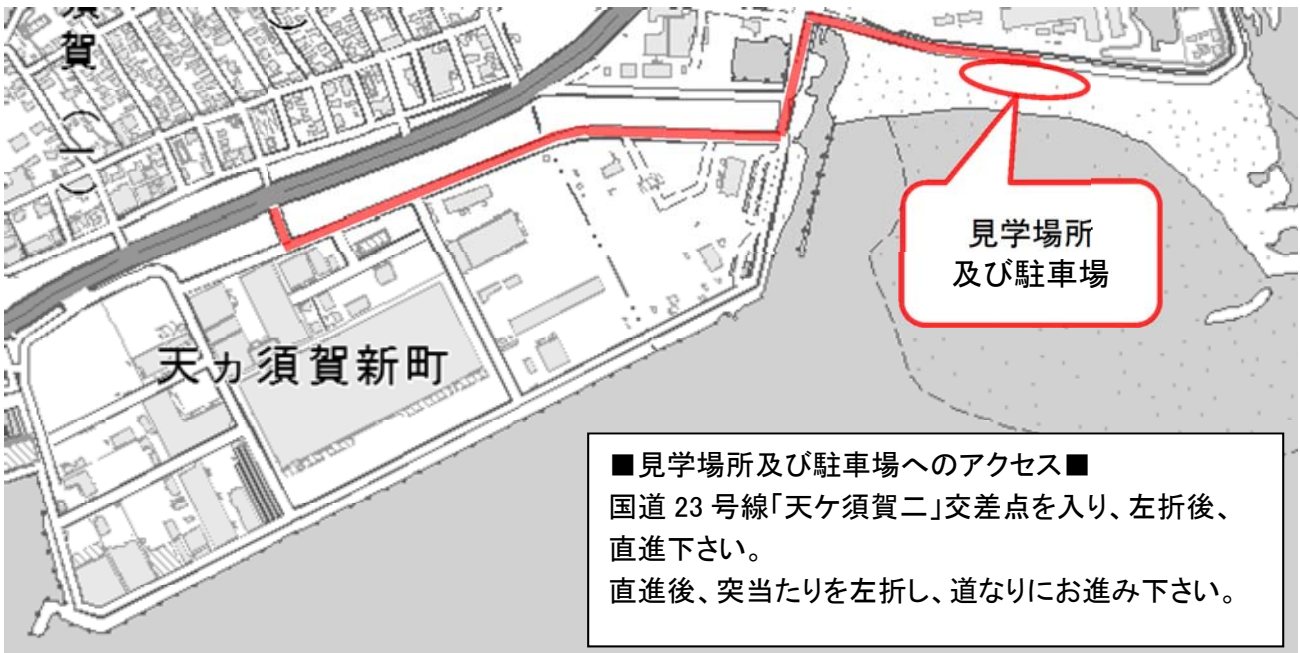 賀
(二)
天ヵ須賀新町
見学場所
及び駐車場
■見学場所及び駐車場へのアクセス■
国道 23 号線「天ケ須賀二」交差点を入り、左折後、
直進下さい。
直進後、突当たりを左折し、道なりにお進み下さい。